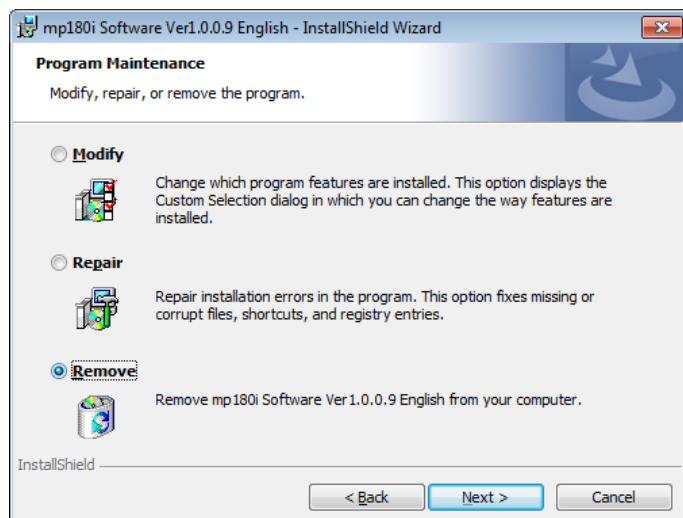 mp180i Software Ver1.0.0.9 English - InstallShield Wizard
Program Maintenance
Modify, repair, or remove the program.
Modify
Change which program features are installed. This option displays the
Custom Selection dialog in which you can change the way features are
installed.
Repair
Repair installation errors in the program. This option fixes missing or
corrupt files, shortcuts, and registry entries.
Remove
Remove mp180i Software Ver1.0.0.9 English from your computer.
InstallShield
< Back
Next >
Cancel